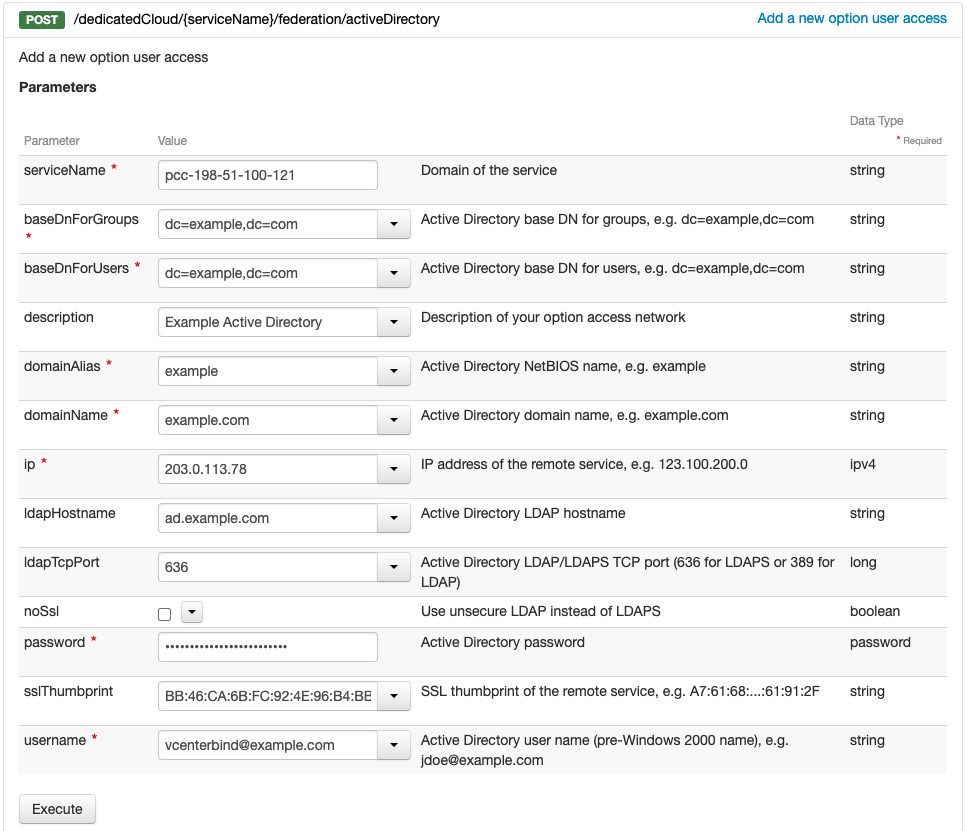 POST /dedicatedCloud/{serviceName}/federation/activeDirectory Add a new option user access
Add a new option user access
Parameters
Data Type
Parameter Value * Required
serviceName * pcc-198-51-100-121 Domain of the service string
baseDnForGroups * dc=example,dc=com Active Directory base DN for groups, e.g. dc=example,dc=com string
baseDnForUsers * dc=example,dc=com Active Directory base DN for users, e.g. dc=example,dc=com string
description Example Active Directory Description of your option access network string
domainAlias * example Active Directory NetBIOS name, e.g. example string
domainName * example.com Active Directory domain name, e.g. example.com string
ip * 203.0.113.78 IP address of the remote service, e.g. 123.100.200.0 ipv4
ldapHostname ad.example.com Active Directory LDAP hostname string
ldapTcpPort 636 Active Directory LDAP/LDAPS TCP port (636 for LDAPS or 389 for long
LDAP)
noSsl Use unsecure LDAP instead of LDAPS boolean
password * ························· Active Directory password password
sslThumbprint BB:46:CA:6B:FC:92:4E:96:B4:BE SSL thumbprint of the remote service, e.g. A7:61:68:...:61:91:2F string
username * vcenterbind@example.com Active Directory user name (pre-Windows 2000 name), e.g. string
jdoe@example.com
Execute